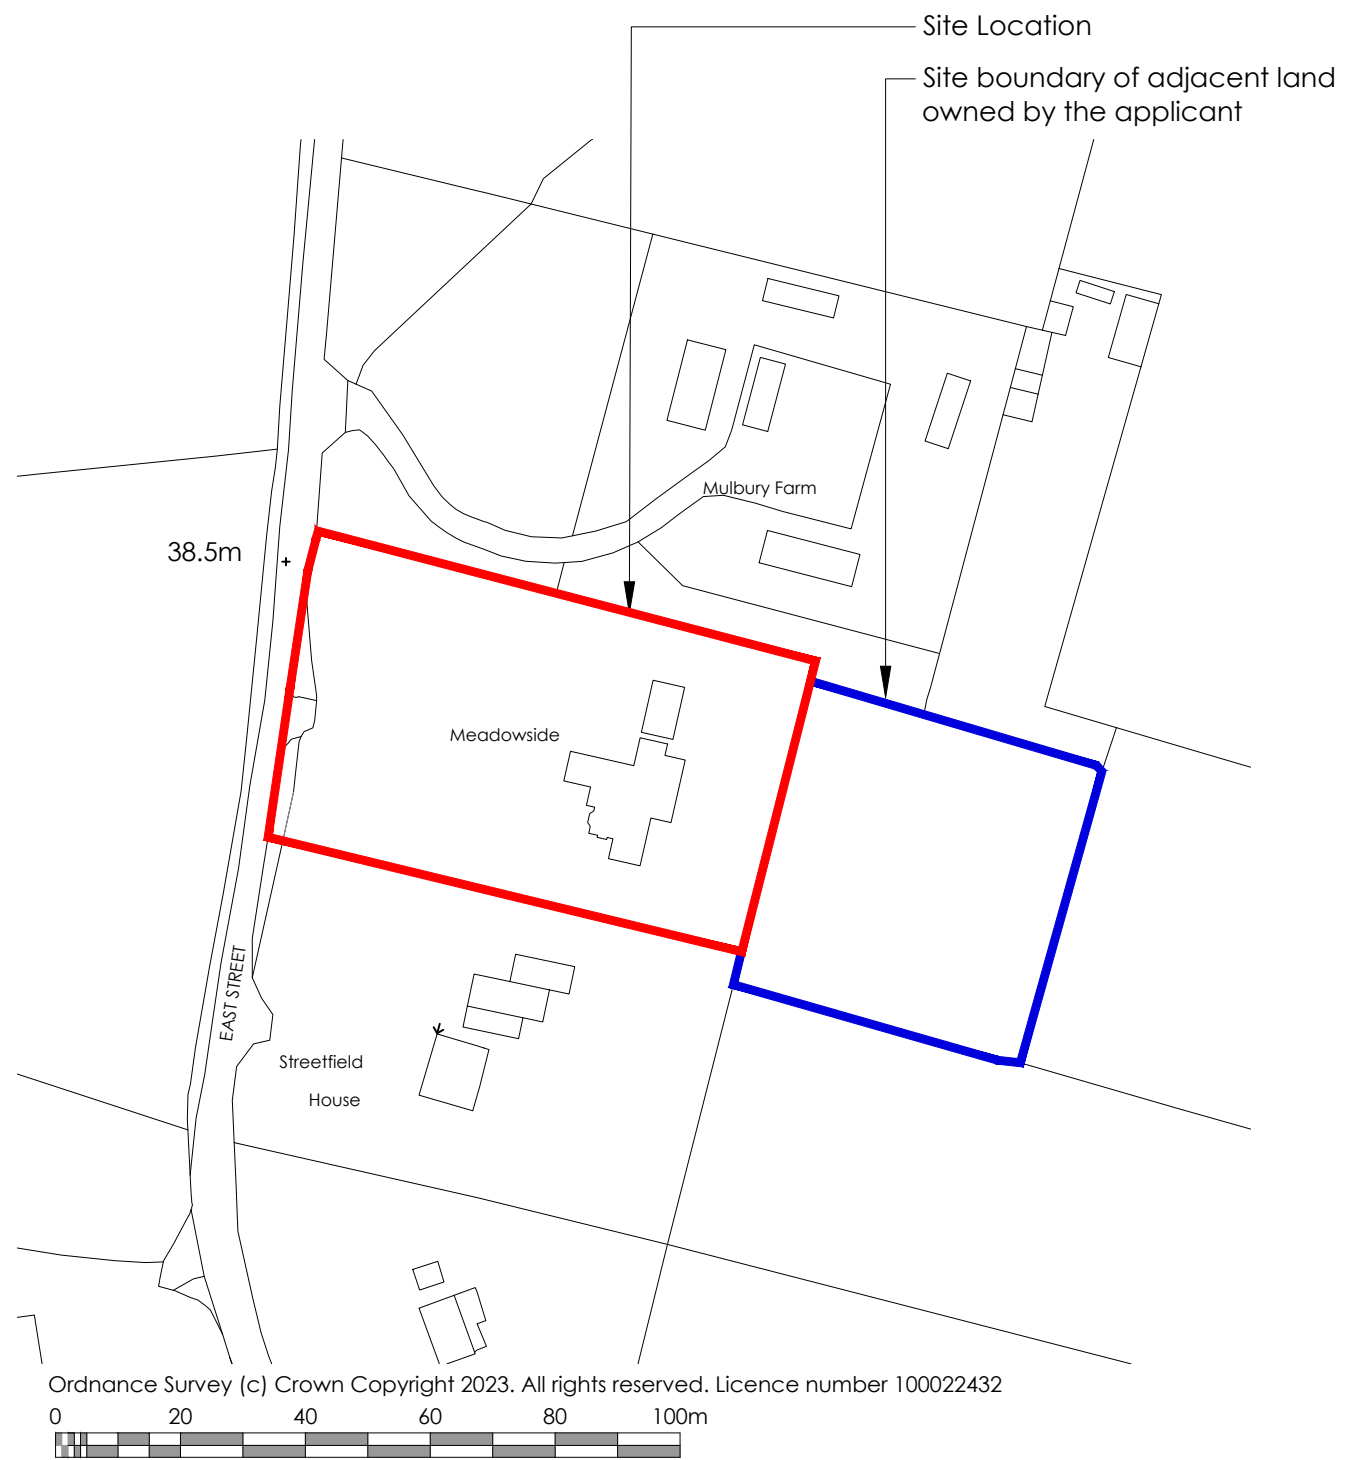 Site Location
Site boundary of adjacent land
owned by the applicant
Mulbury Farm
38.5m
Meadowside
EAST STREET
Streetfield
House
Ordnance Survey (c) Crown Copyright 2023. All rights reserved. Licence number 100022432
0 20 40 60 80 100m